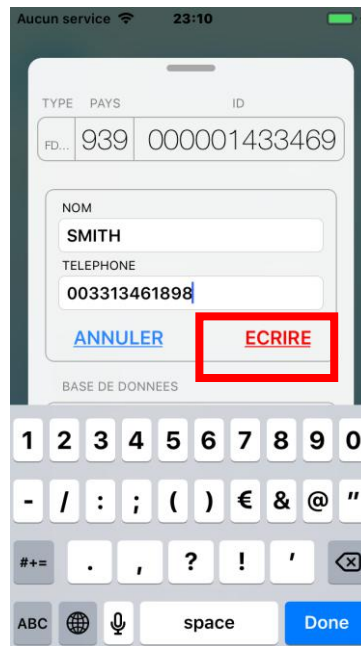 Aucun service 23:10
TYPE PAYS ID
FD... 939 000001433469
NOM
SMITH
TELEPHONE
003313461898
ANNULER ECRIRE
BASE DE DONNEES
1 2 3 4 5 6 7 8 9 0
- / : ; ( ) € & @ "
#+= . , ? ! '
ABC space Done